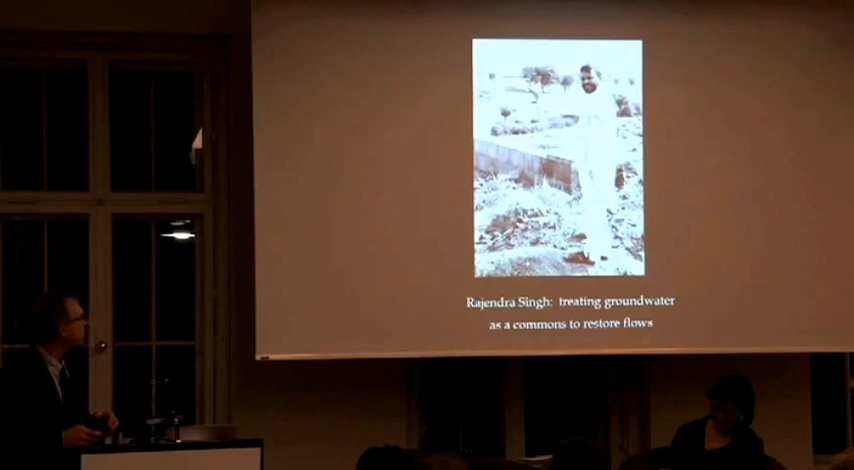 Rajendra Singh: treating groundwater
as a commons to restore flows